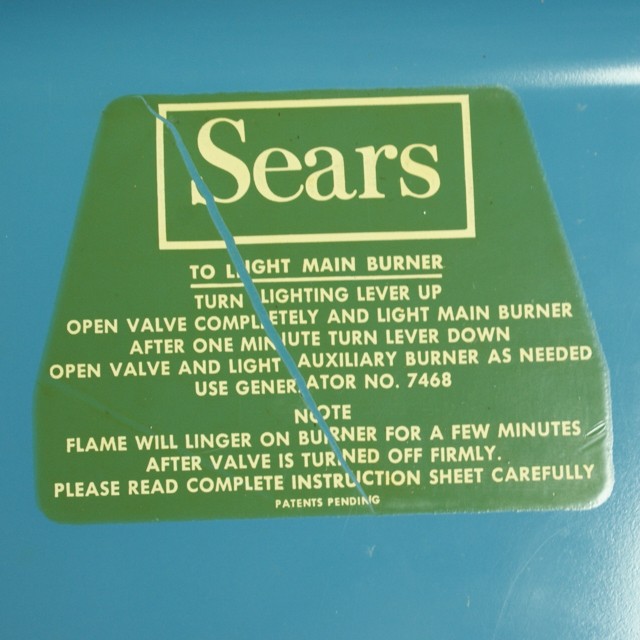 Sears
TO LIGHT MAIN BURNER
TURN LIGHTING LEVER UP
OPEN VALVE COMPLETELY AND LIGHT MAIN BURNER
AFTER ONE MINUTE TURN LEVER DOWN
OPEN VALVE AND LIGHT AUXILIARY BURNER AS NEEDED
USE GENERATOR NO. 7468
NOTE
FLAME WILL LINGER ON BURNER FOR A FEW MINUTES
AFTER VALVE IS TURNED OFF FIRMLY.
PLEASE READ COMPLETE INSTRUCTION SHEET CAREFULLY
PATENTS PENDING